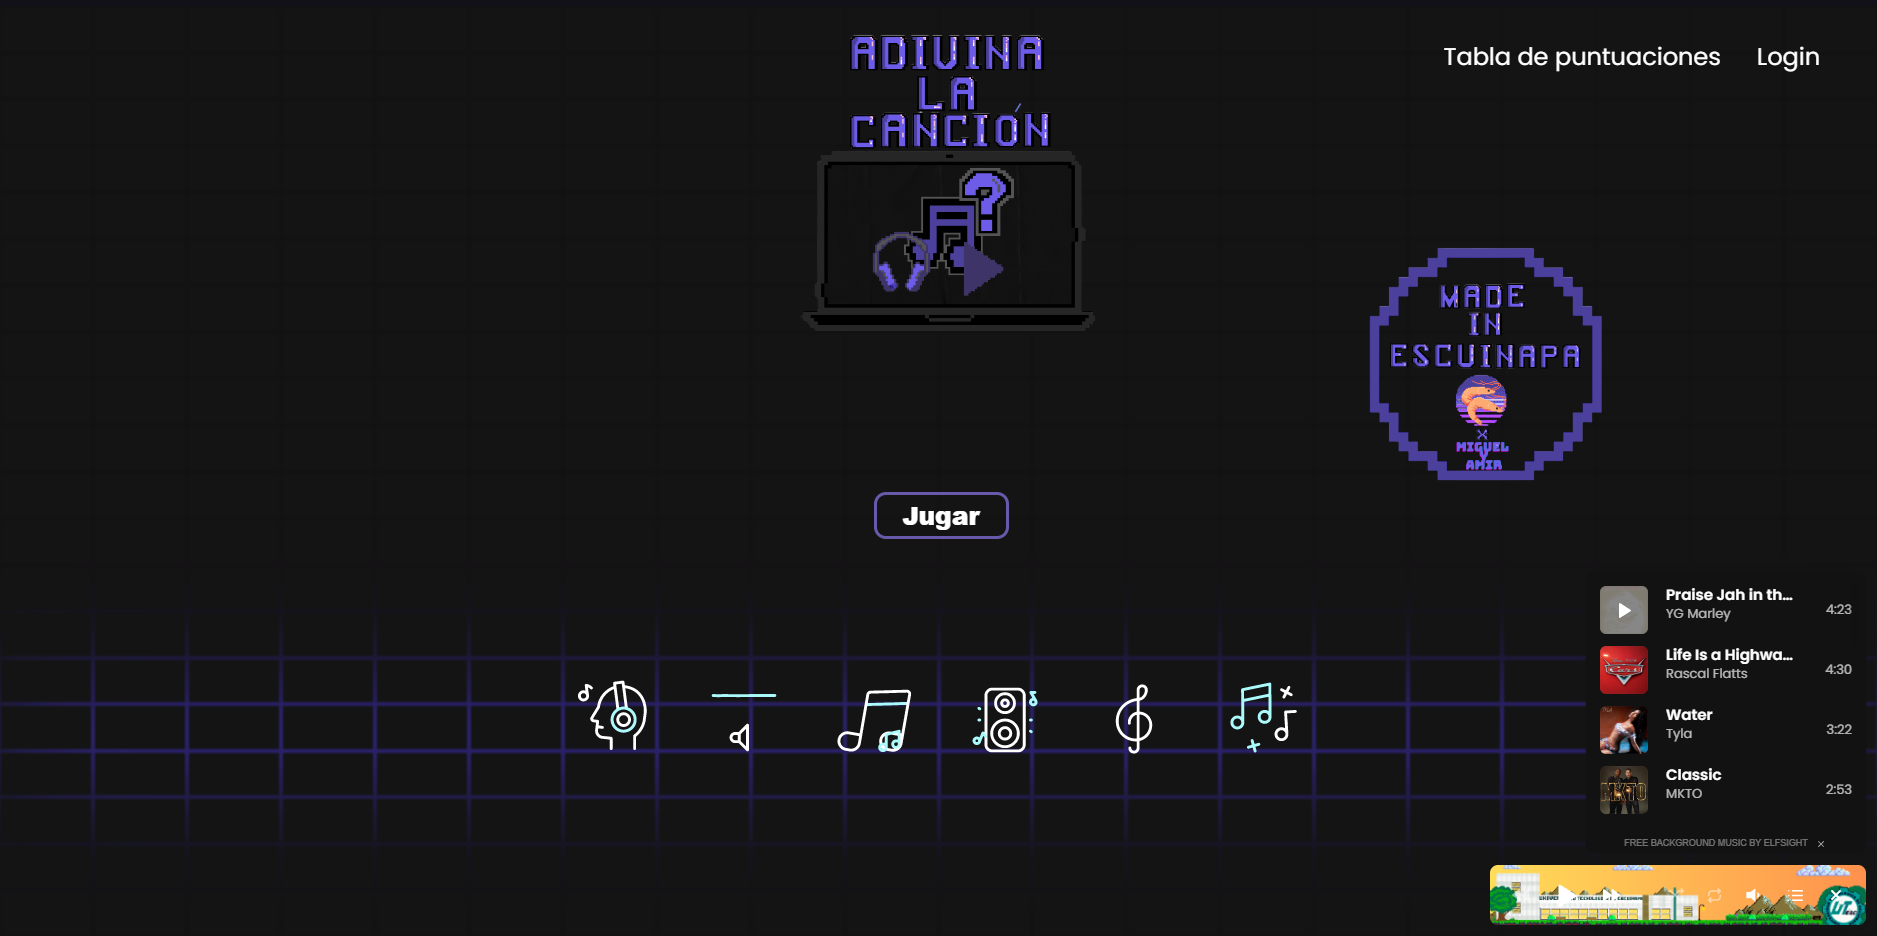 ADIVINA
LA
CANCIÓN
Tabla de puntuaciones
Login
MADE
IN
ESCUINAPA
X
MIGUEL
Y
AMIR
Jugar
Praise Jah in th...
YG Marley
4:23
Life Is a Highwa...
Rascal Flatts
4:30
Water
Tyla
3:22
Classic
MKTO
2:53
MKTO
FREE BACKGROUND MUSIC BY ELFSIGHT